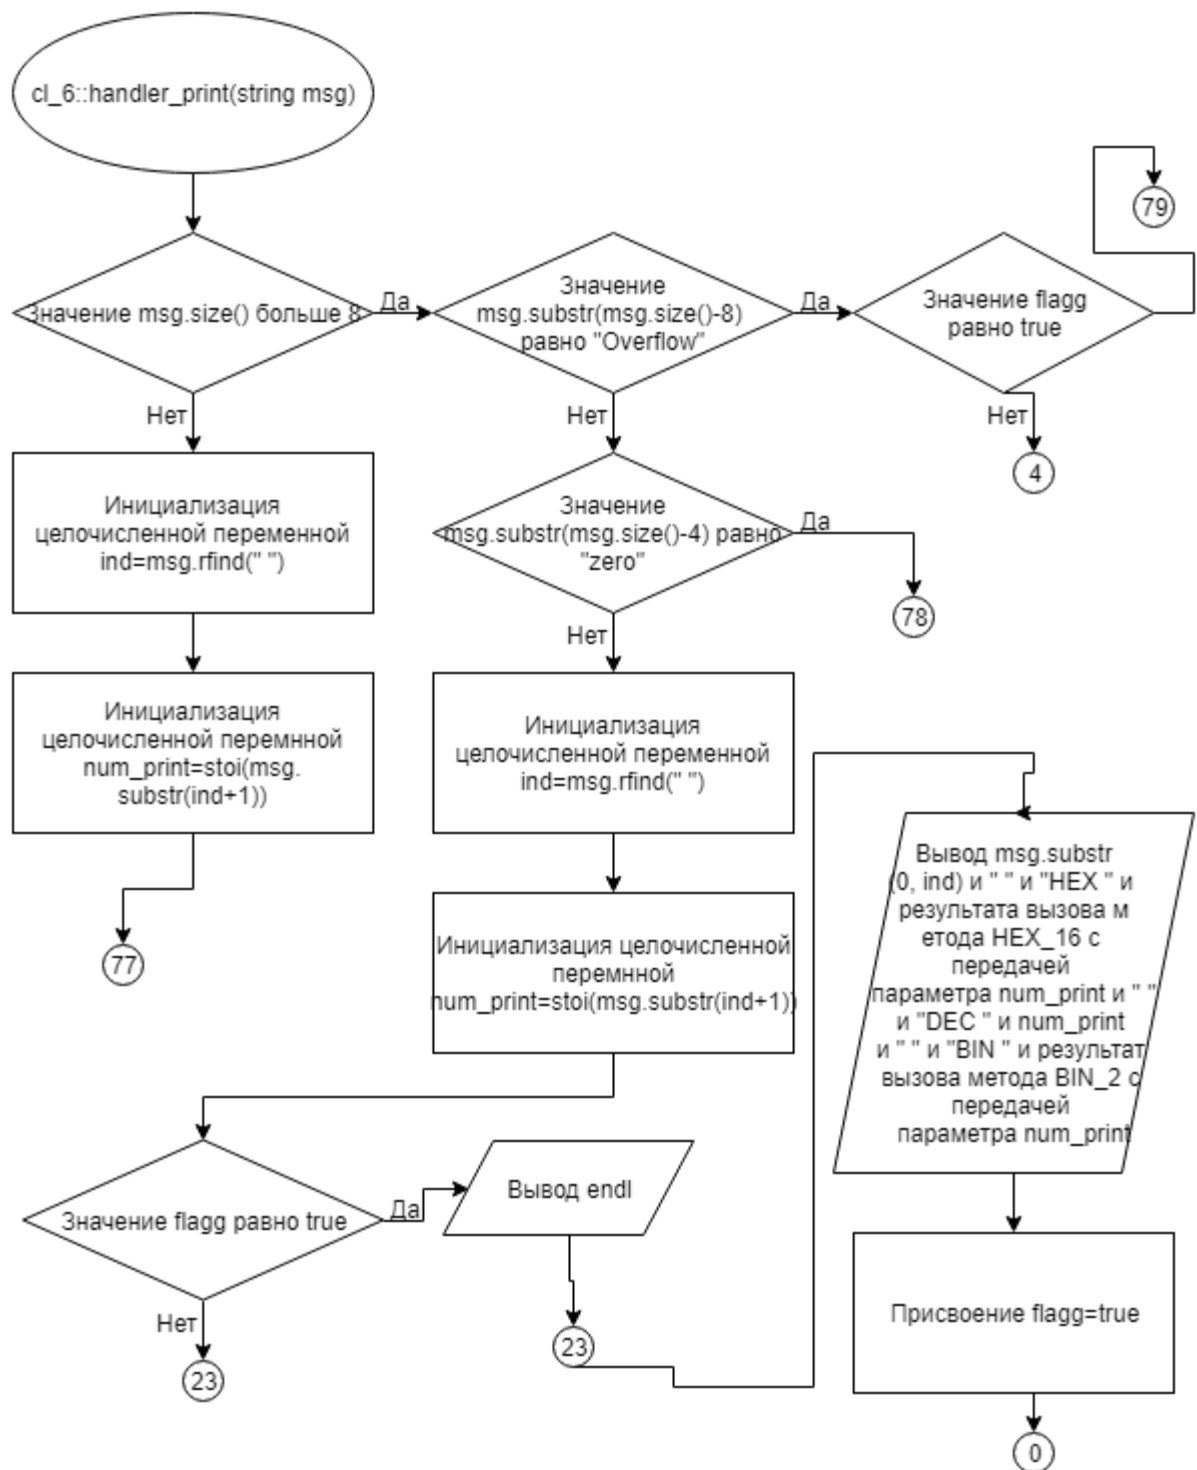 cl_6::handler_print(string msg)
Значение msg.size() больше 8
Да
Значение
msg.substr(msg.size()-8)
равно "Overflow"
Да
Значение flagg
равно true
79
Нет
Нет
Нет
4
Инициализация
целочисленной переменной
ind=msg.rfind(" ")
Значение
msg.substr(msg.size()-4) равно
"zero"
Да
78
Нет
Инициализация
целочисленной перемнной
num_print=stoi(msg.
substr(ind+1))
77
Инициализация
целочисленной переменной
ind=msg.rfind(" ")
Инициализация целочисленной
перемнной
num_print=stoi(msg.substr(ind+1))
Вывод msg.substr
(0, ind) и " " и "HEX " и
результата вызова м
етода HEX_16 с
передачей
параметра num_print и " "
и "DEC " и num_print
и " " и "BIN " и результат
вызова метода BIN_2 с
передачей
параметра num_print
Значение flagg равно true
Да
Вывод endl
Нет
23
23
Присвоение flagg=true
0